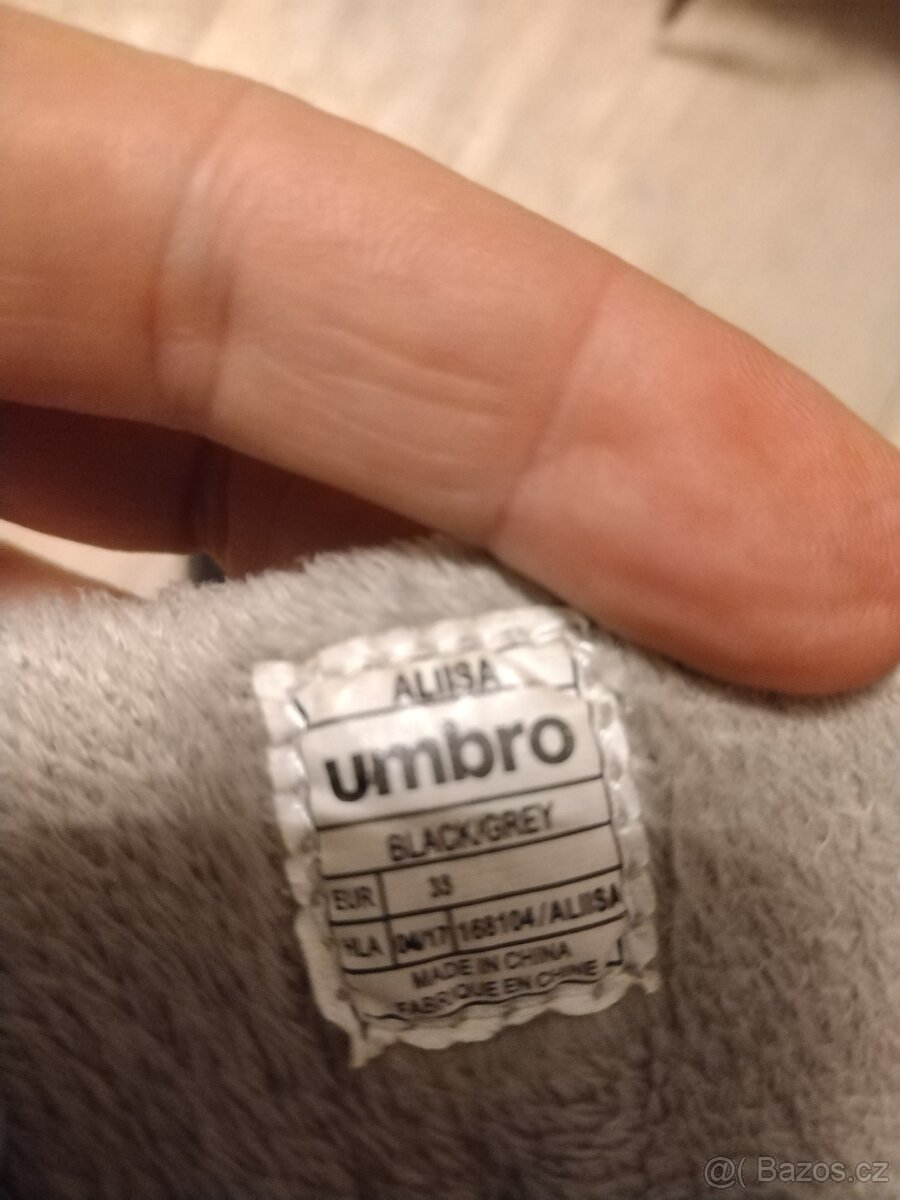 ALIISA
umbro
BLACK/GREY
EUR 33
HLA 04/17 168104//ALIISA
MADE IN CHINA
FABRIQUE EN CHINE
@( Bazos.cz